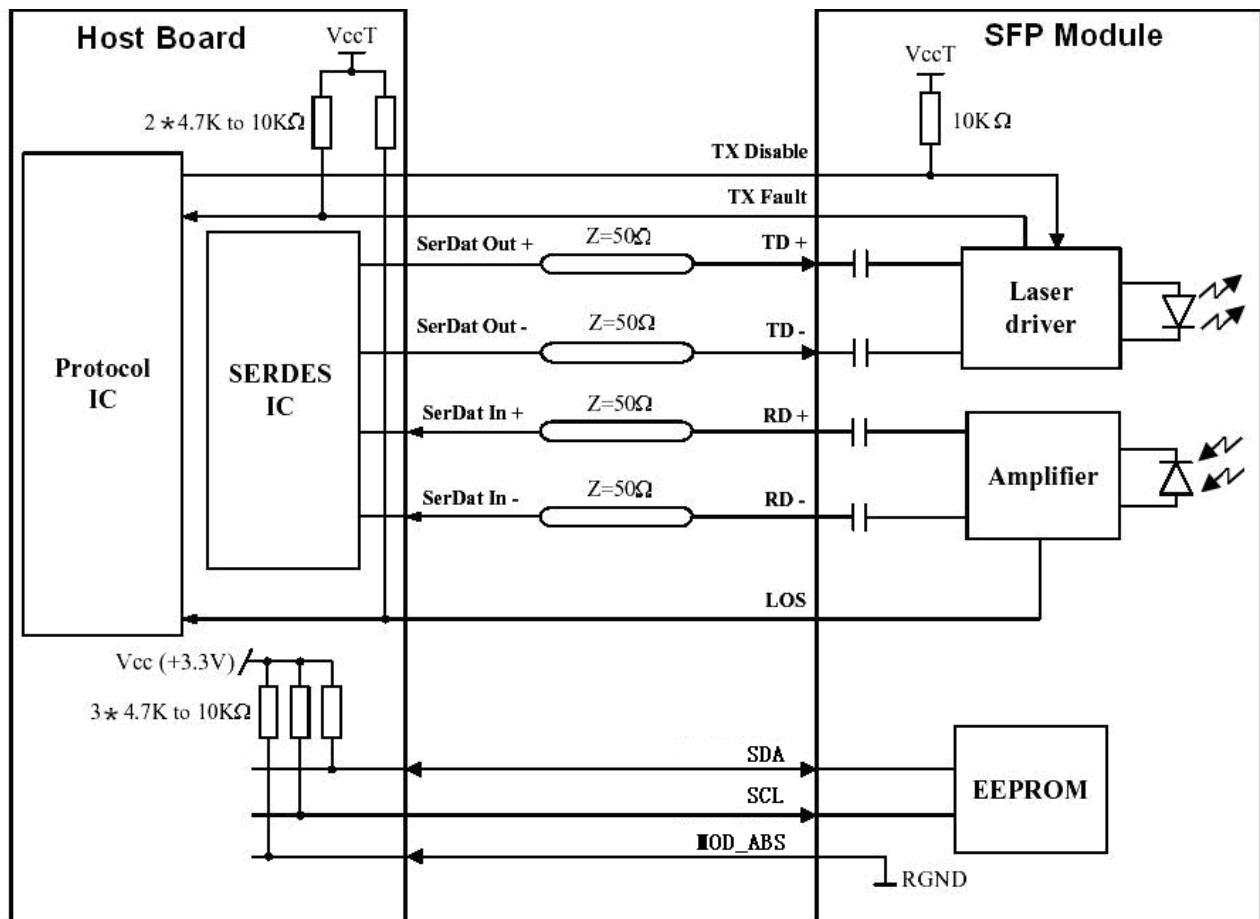 Host Board
SFP Module
VccT
VccT
2*4.7K to 10KΩ
10KΩ
TX Disable
TX Fault
SerDat Out +
Z=50Ω
TD +
Laser
driver
SerDat Out -
Z=50Ω
TD -
Protocol
IC
SERDES
IC
SerDat In +
Z=50Ω
RD +
Amplifier
SerDat In -
Z=50Ω
RD -
LOS
Vcc (+3.3V)
3*4.7K to 10KΩ
SDA
EEPROM
SCL
MOD_ABS
RGND